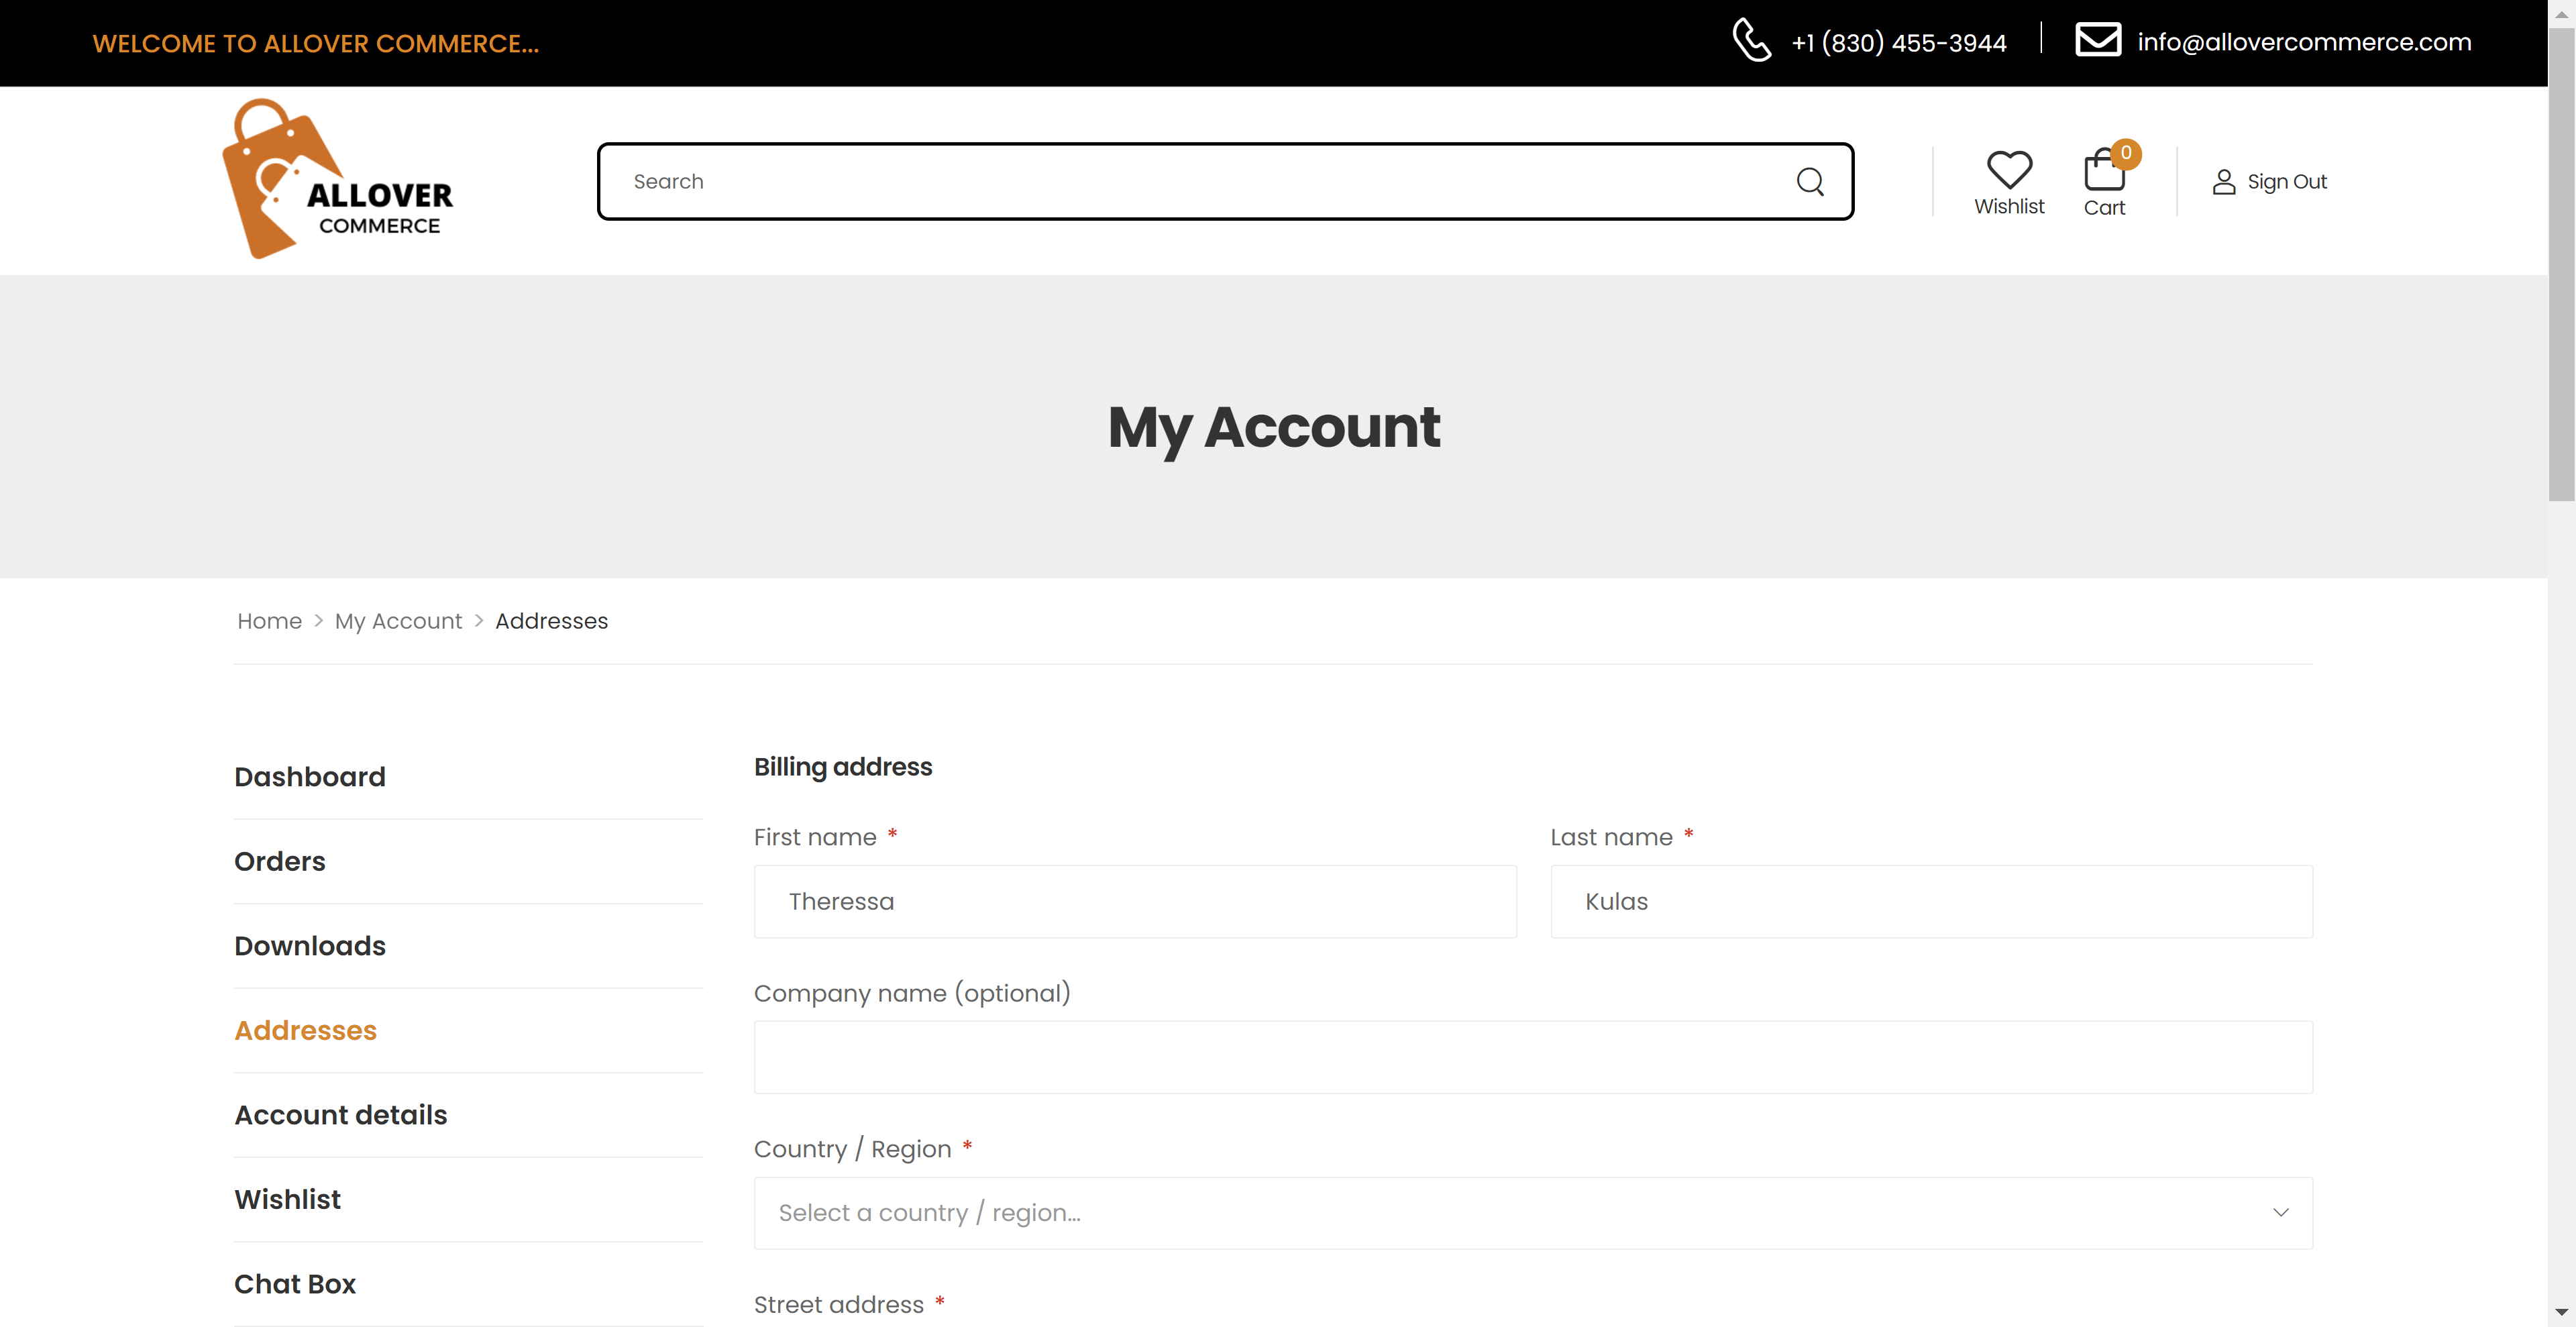 WELCOME TO ALLOVER COMMERCE...
+1 (830) 455-3944
info@allovercommerce.com
ALLOVER
COMMERCE
Search
Wishlist
0
Cart
Sign Out
My Account
Home > My Account > Addresses
Dashboard
Orders
Downloads
Addresses
Account details
Wishlist
Chat Box
Billing address
First name *
Last name *
Theressa
Kulas
Company name (optional)
Country / Region *
Select a country / region...
Street address *